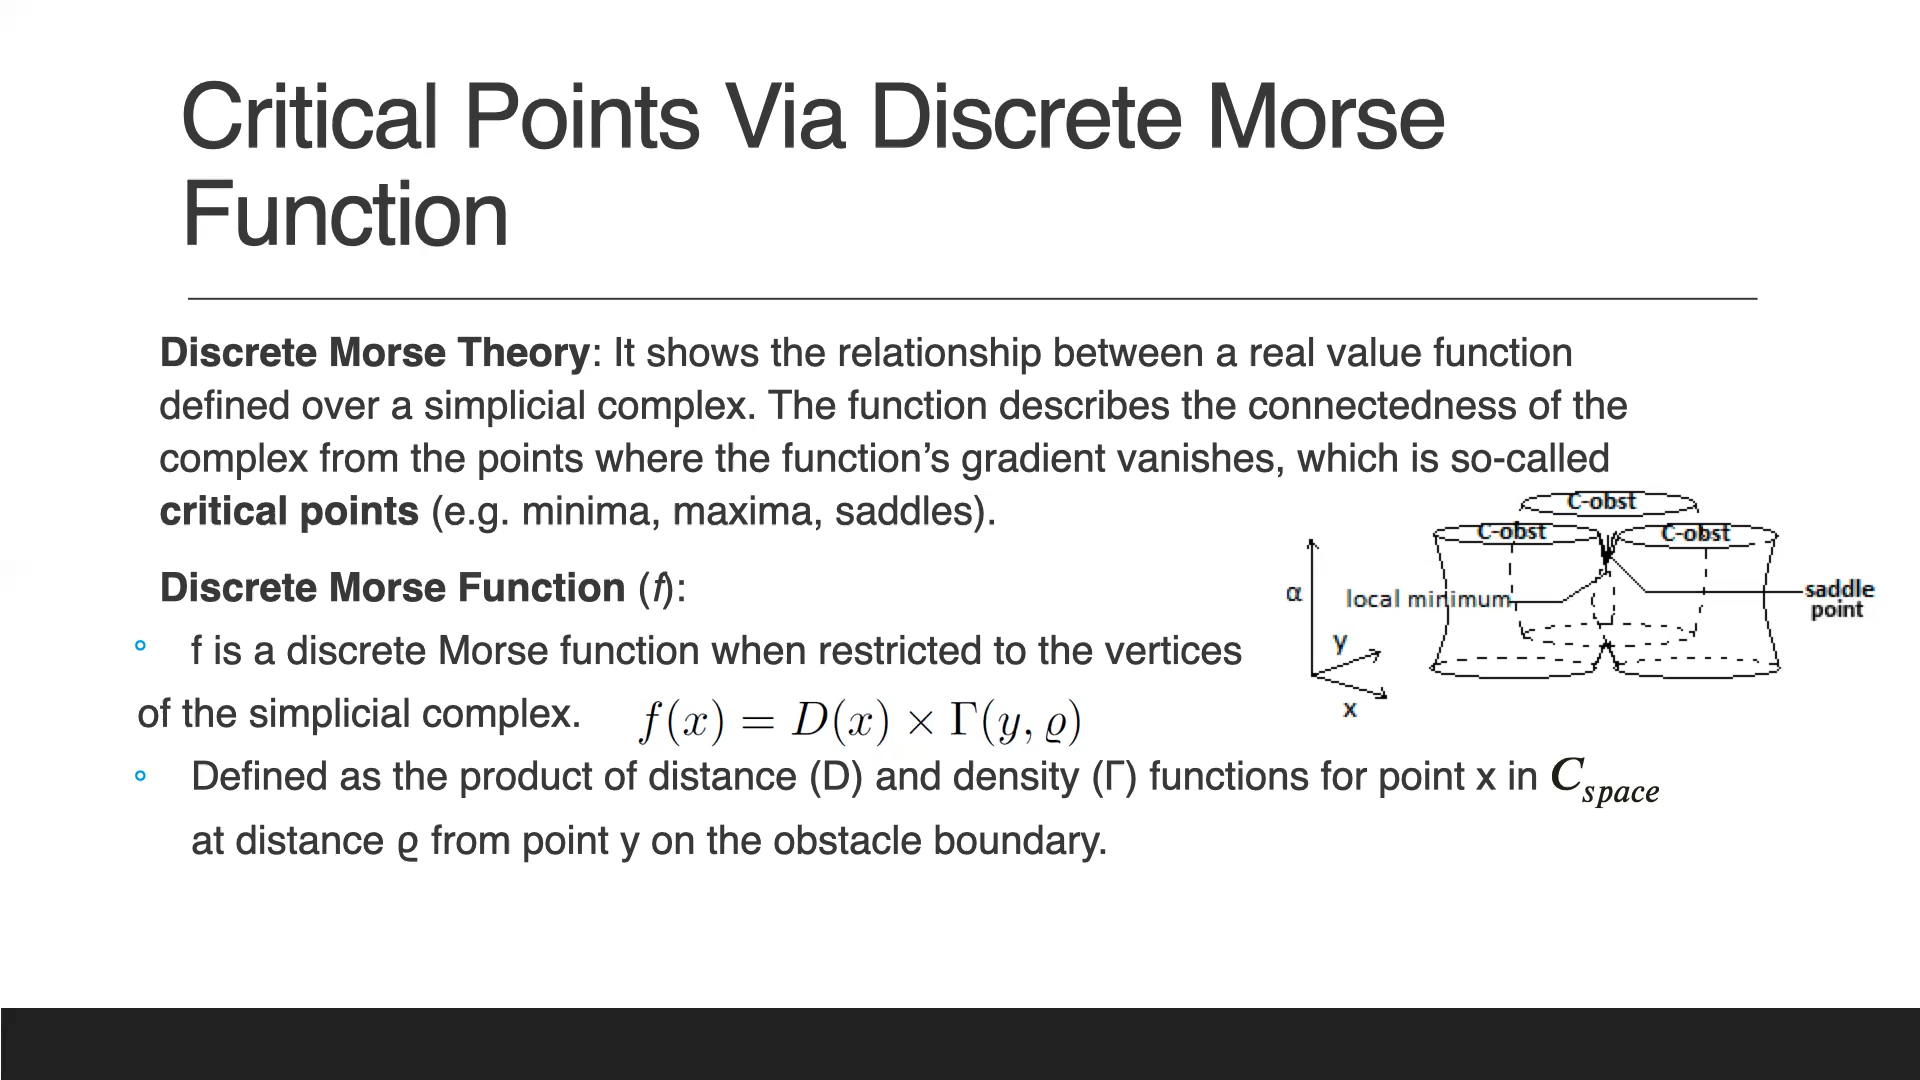 Critical Points Via Discrete Morse
Function
Discrete Morse Theory: It shows the relationship between a real value function
defined over a simplicial complex. The function describes the connectedness of the
complex from the points where the function’s gradient vanishes, which is so-called
critical points (e.g. minima, maxima, saddles).
Discrete Morse Function (f):
° f is a discrete Morse function when restricted to the vertices
of the simplicial complex. f(x) = D(x) × Γ(y, ϱ)
° Defined as the product of distance (D) and density (Γ) functions for point x in C_space
at distance ϱ from point y on the obstacle boundary.
C-obst
C-obst
C-obst
α
local minimum
saddle
point
y
x